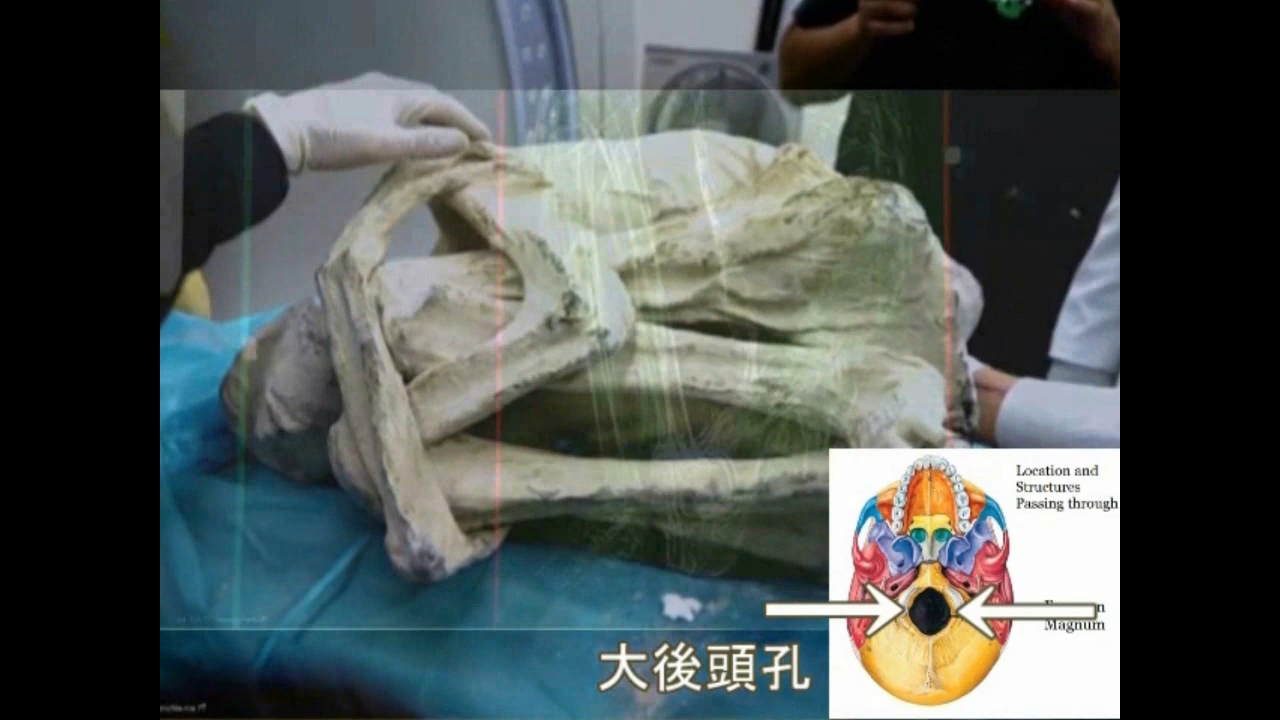 Location and
Structures
Passing through
Magnum
大後頭孔